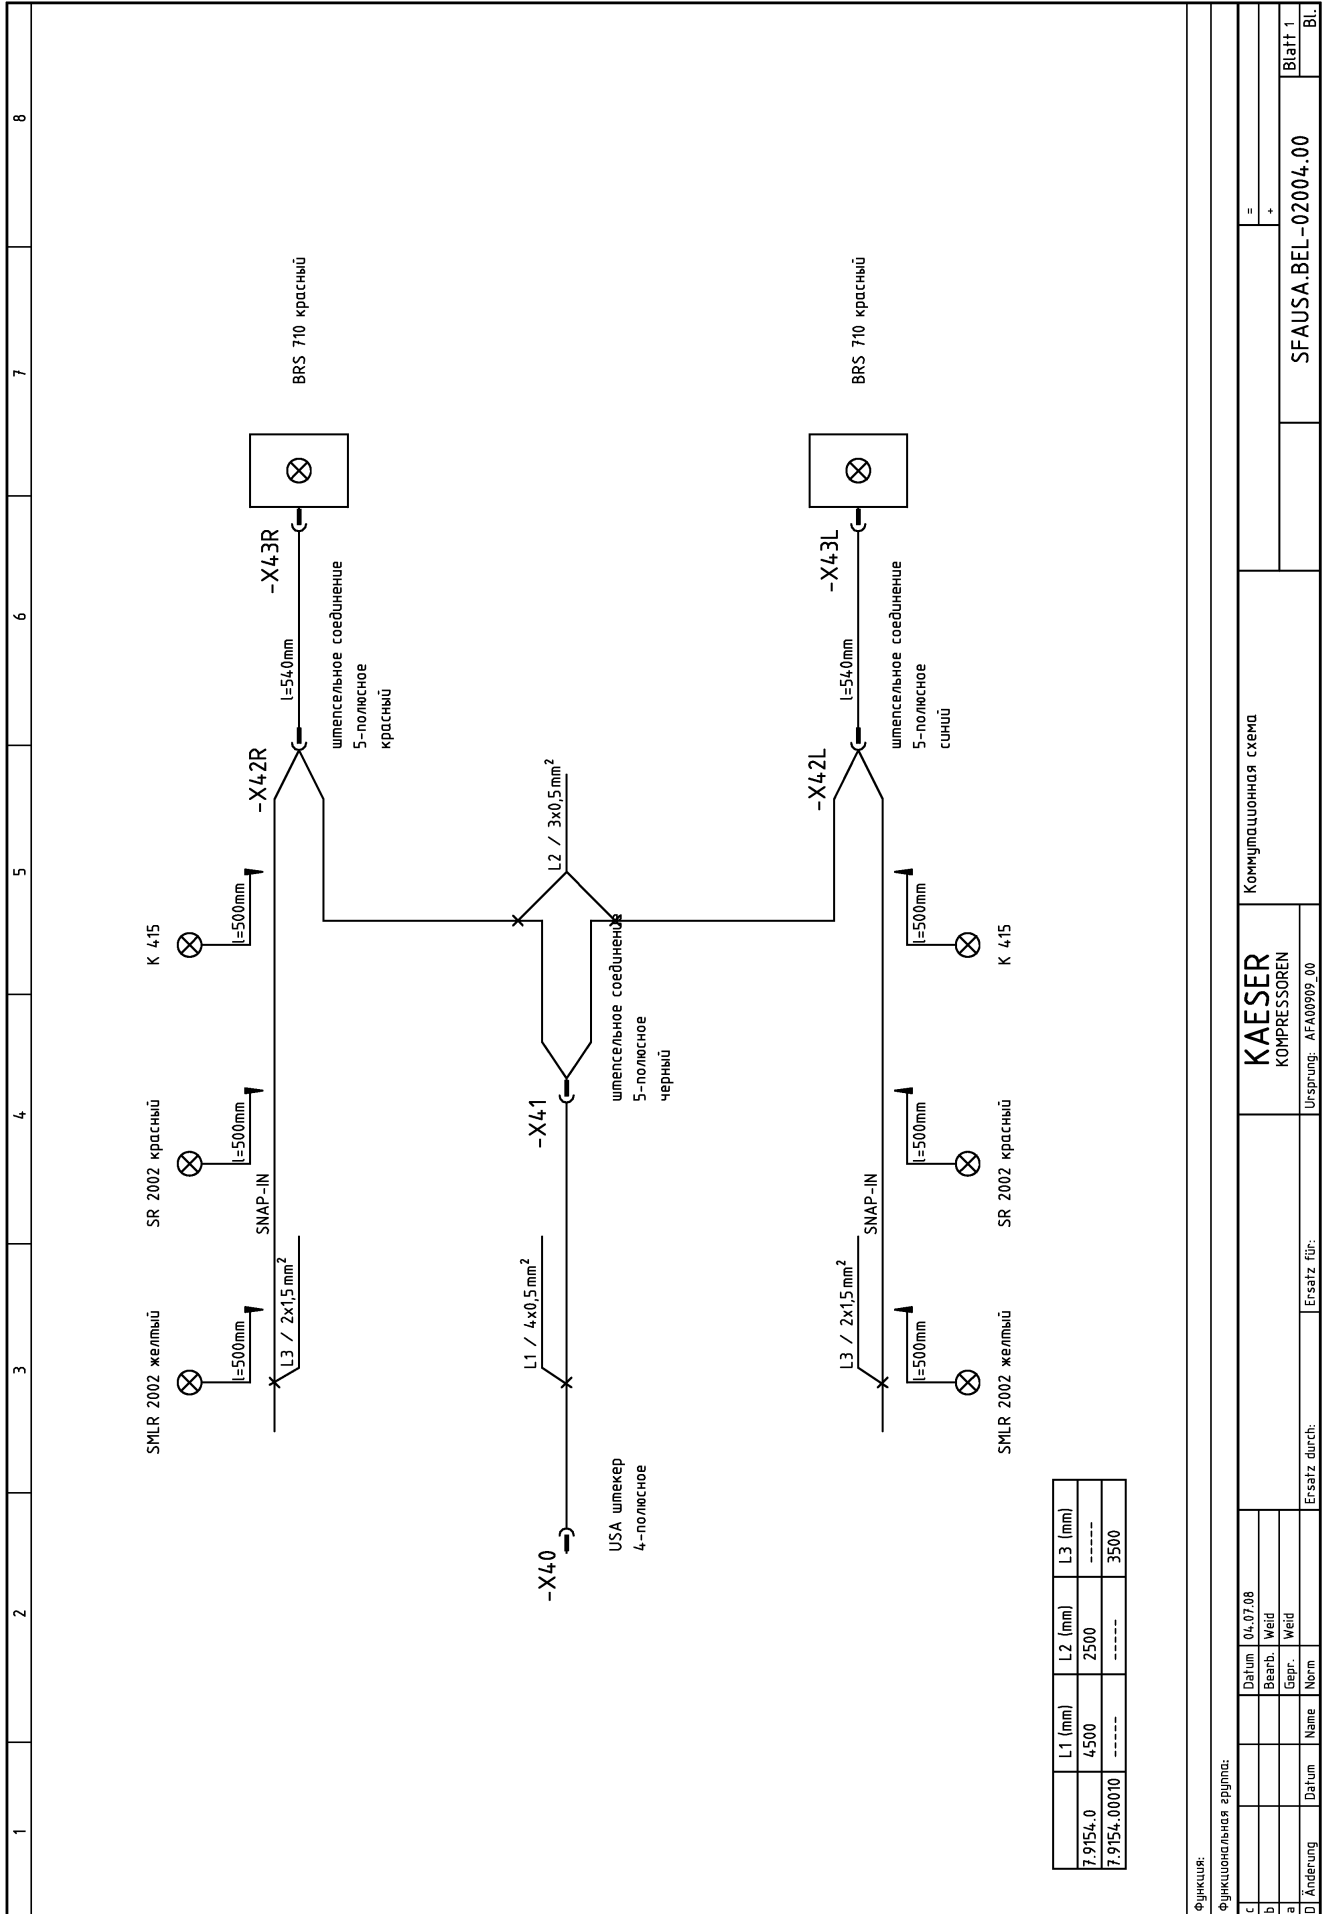 1
2
3
4
5
6
7
8
SMLR 2002 желтый
SR 2002 красный
K 415
l=500mm
l=500mm
l=500mm
BRS 710 красный
-X42R
-X43R
l=540mm
SNAP-IN
L3 / 2x1,5mm²
штепсельное соединение
5-полюсное
красный
-X40
USA штекер
4-полюсное
L1 / 4x0,5mm²
-X41
L2 / 3x0,5mm²
штепсельное соединение
5-полюсное
черный
-X42L
-X43L
l=540mm
BRS 710 красный
L3 / 2x1,5mm²
SNAP-IN
штепсельное соединение
5-полюсное
синий
l=500mm
l=500mm
l=500mm
SMLR 2002 желтый
SR 2002 красный
K 415
L1 (mm) L2 (mm) L3 (mm)
7.9154.0 4500 2500 -----
7.9154.00010 ----- ----- 3500
Функция:
Функциональная группа:
c Datum 04.07.08
b Bearb. Weid
a Gepr. Weid
Änderung Datum Name Norm
Ersatz durch:
Ersatz für:
KAESER
KOMPRESSOREN
Ursprung: AFA00909_00
Коммутационная схема
=
+
SFAUSA.BEL-02004.00
Blatt 1
Bl.